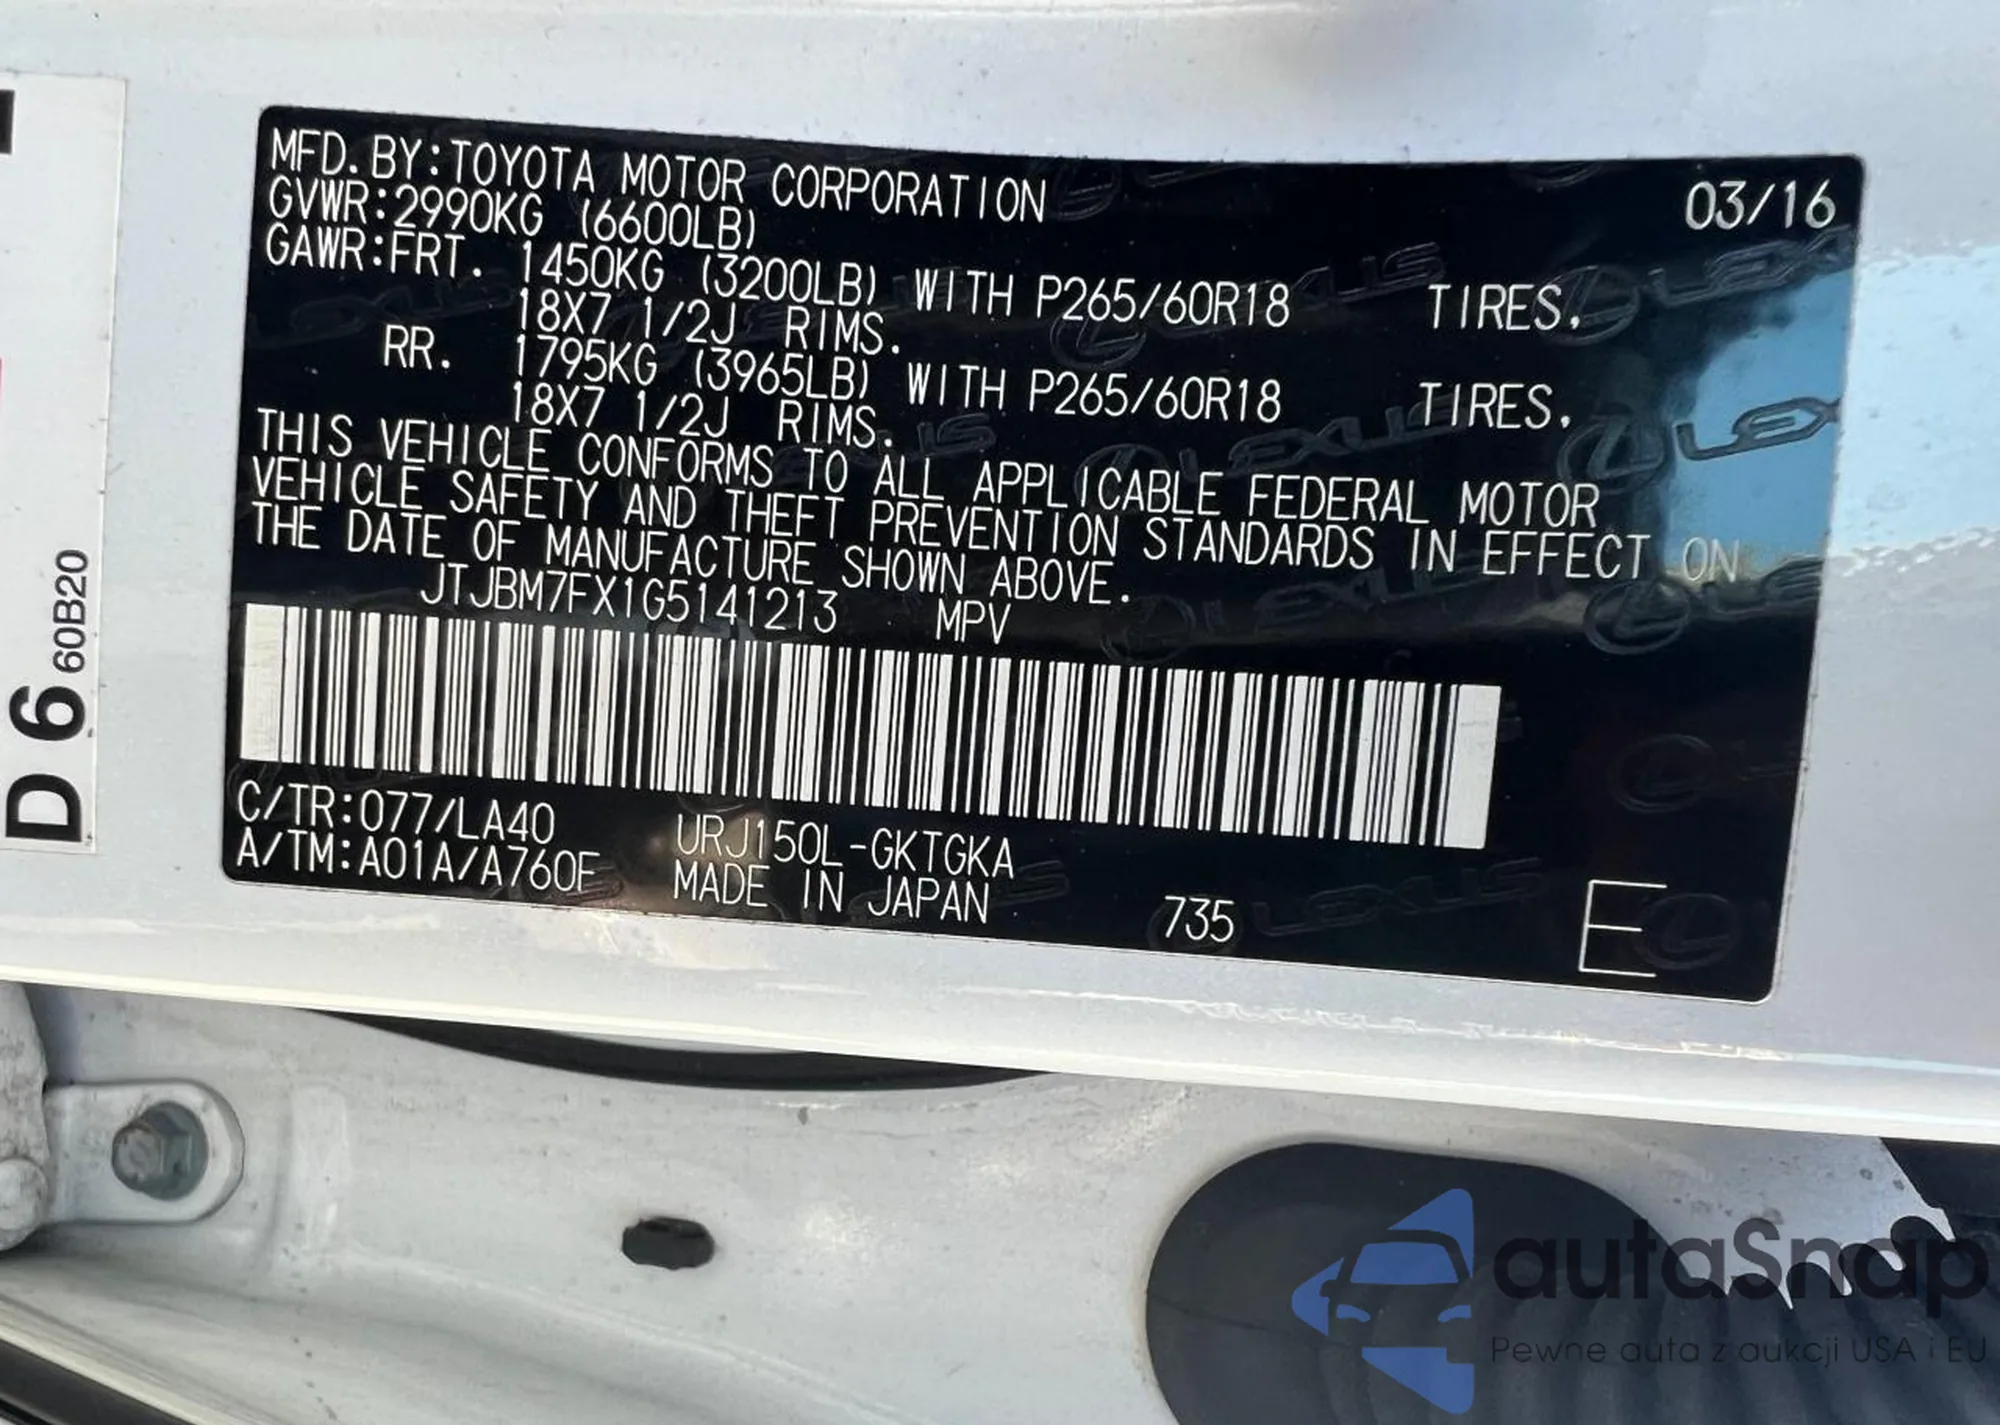 MFD. BY:TOYOTA MOTOR CORPORATION 03/16
GVWR:2990KG (6600LB)
GAWR:FRT. 1450KG (3200LB) WITH P265/60R18 TIRES,
18X7 1/2J RIMS.
RR. 1795KG (3965LB) WITH P265/60R18 TIRES,
18X7 1/2J RIMS.
THIS VEHICLE CONFORMS TO ALL APPLICABLE FEDERAL MOTOR
VEHICLE SAFETY AND THEFT PREVENTION STANDARDS IN EFFECT ON
THE DATE OF MANUFACTURE SHOWN ABOVE.
JTJBM7FX1G5141213 MPV
C/TR:077/LA40 URJ150L-GKTGKA
A/TM:A01A/A760F MADE IN JAPAN 735 E
D 6 60B20
autaSnap
Pewne auta z aukcji USA i EU